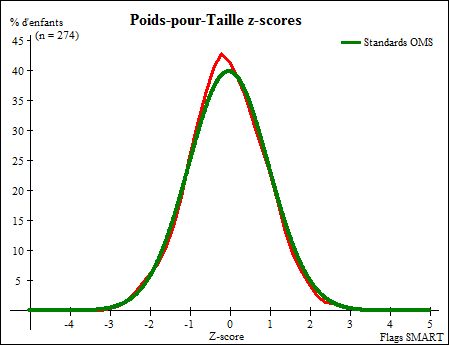 Poids-pour-Taille z-scores
% d'enfants
(n = 274)
Standards OMS
45
40
35
30
25
20
15
10
5
-4 -3 -2 -1 0 1 2 3 4 5
Z-score
Flags SMART